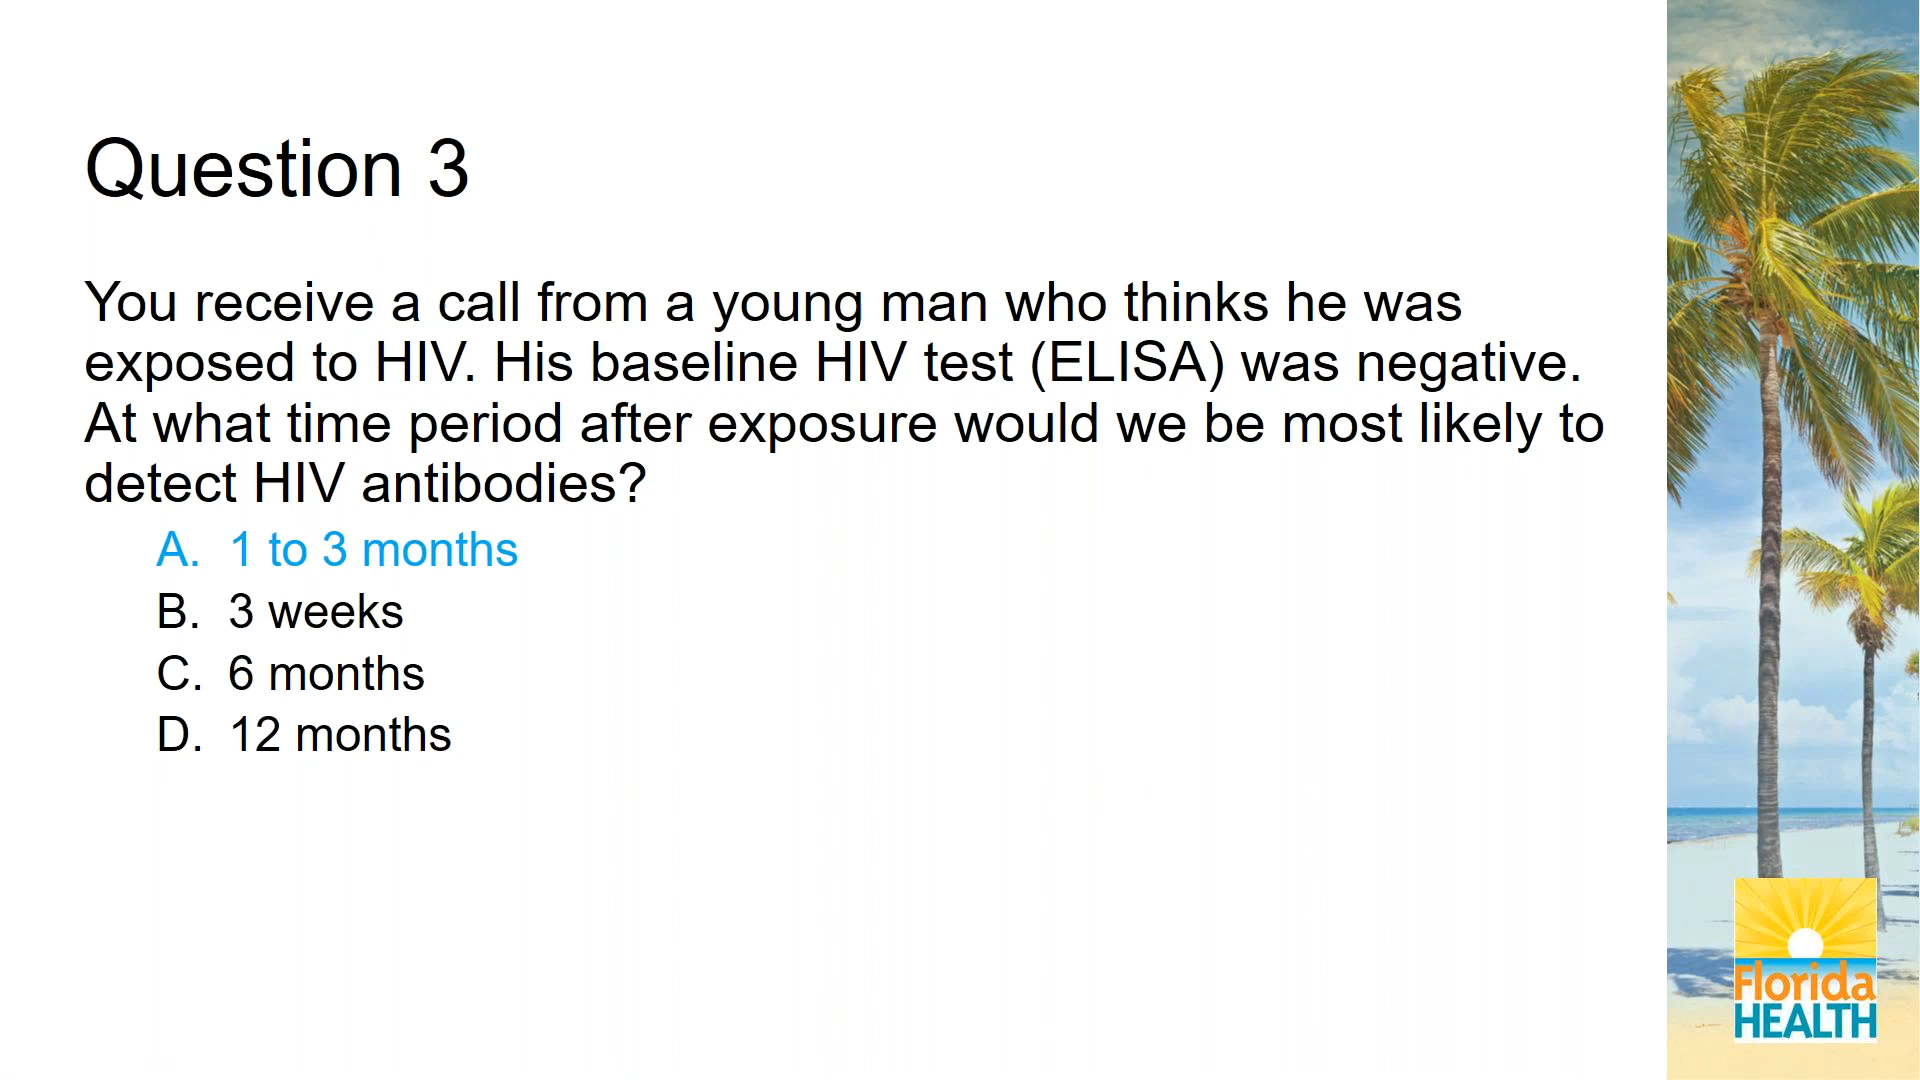 Question 3
You receive a call from a young man who thinks he was
exposed to HIV. His baseline HIV test (ELISA) was negative.
At what time period after exposure would we be most likely to
detect HIV antibodies?
A. 1 to 3 months
B. 3 weeks
C. 6 months
D. 12 months
Florida
HEALTH